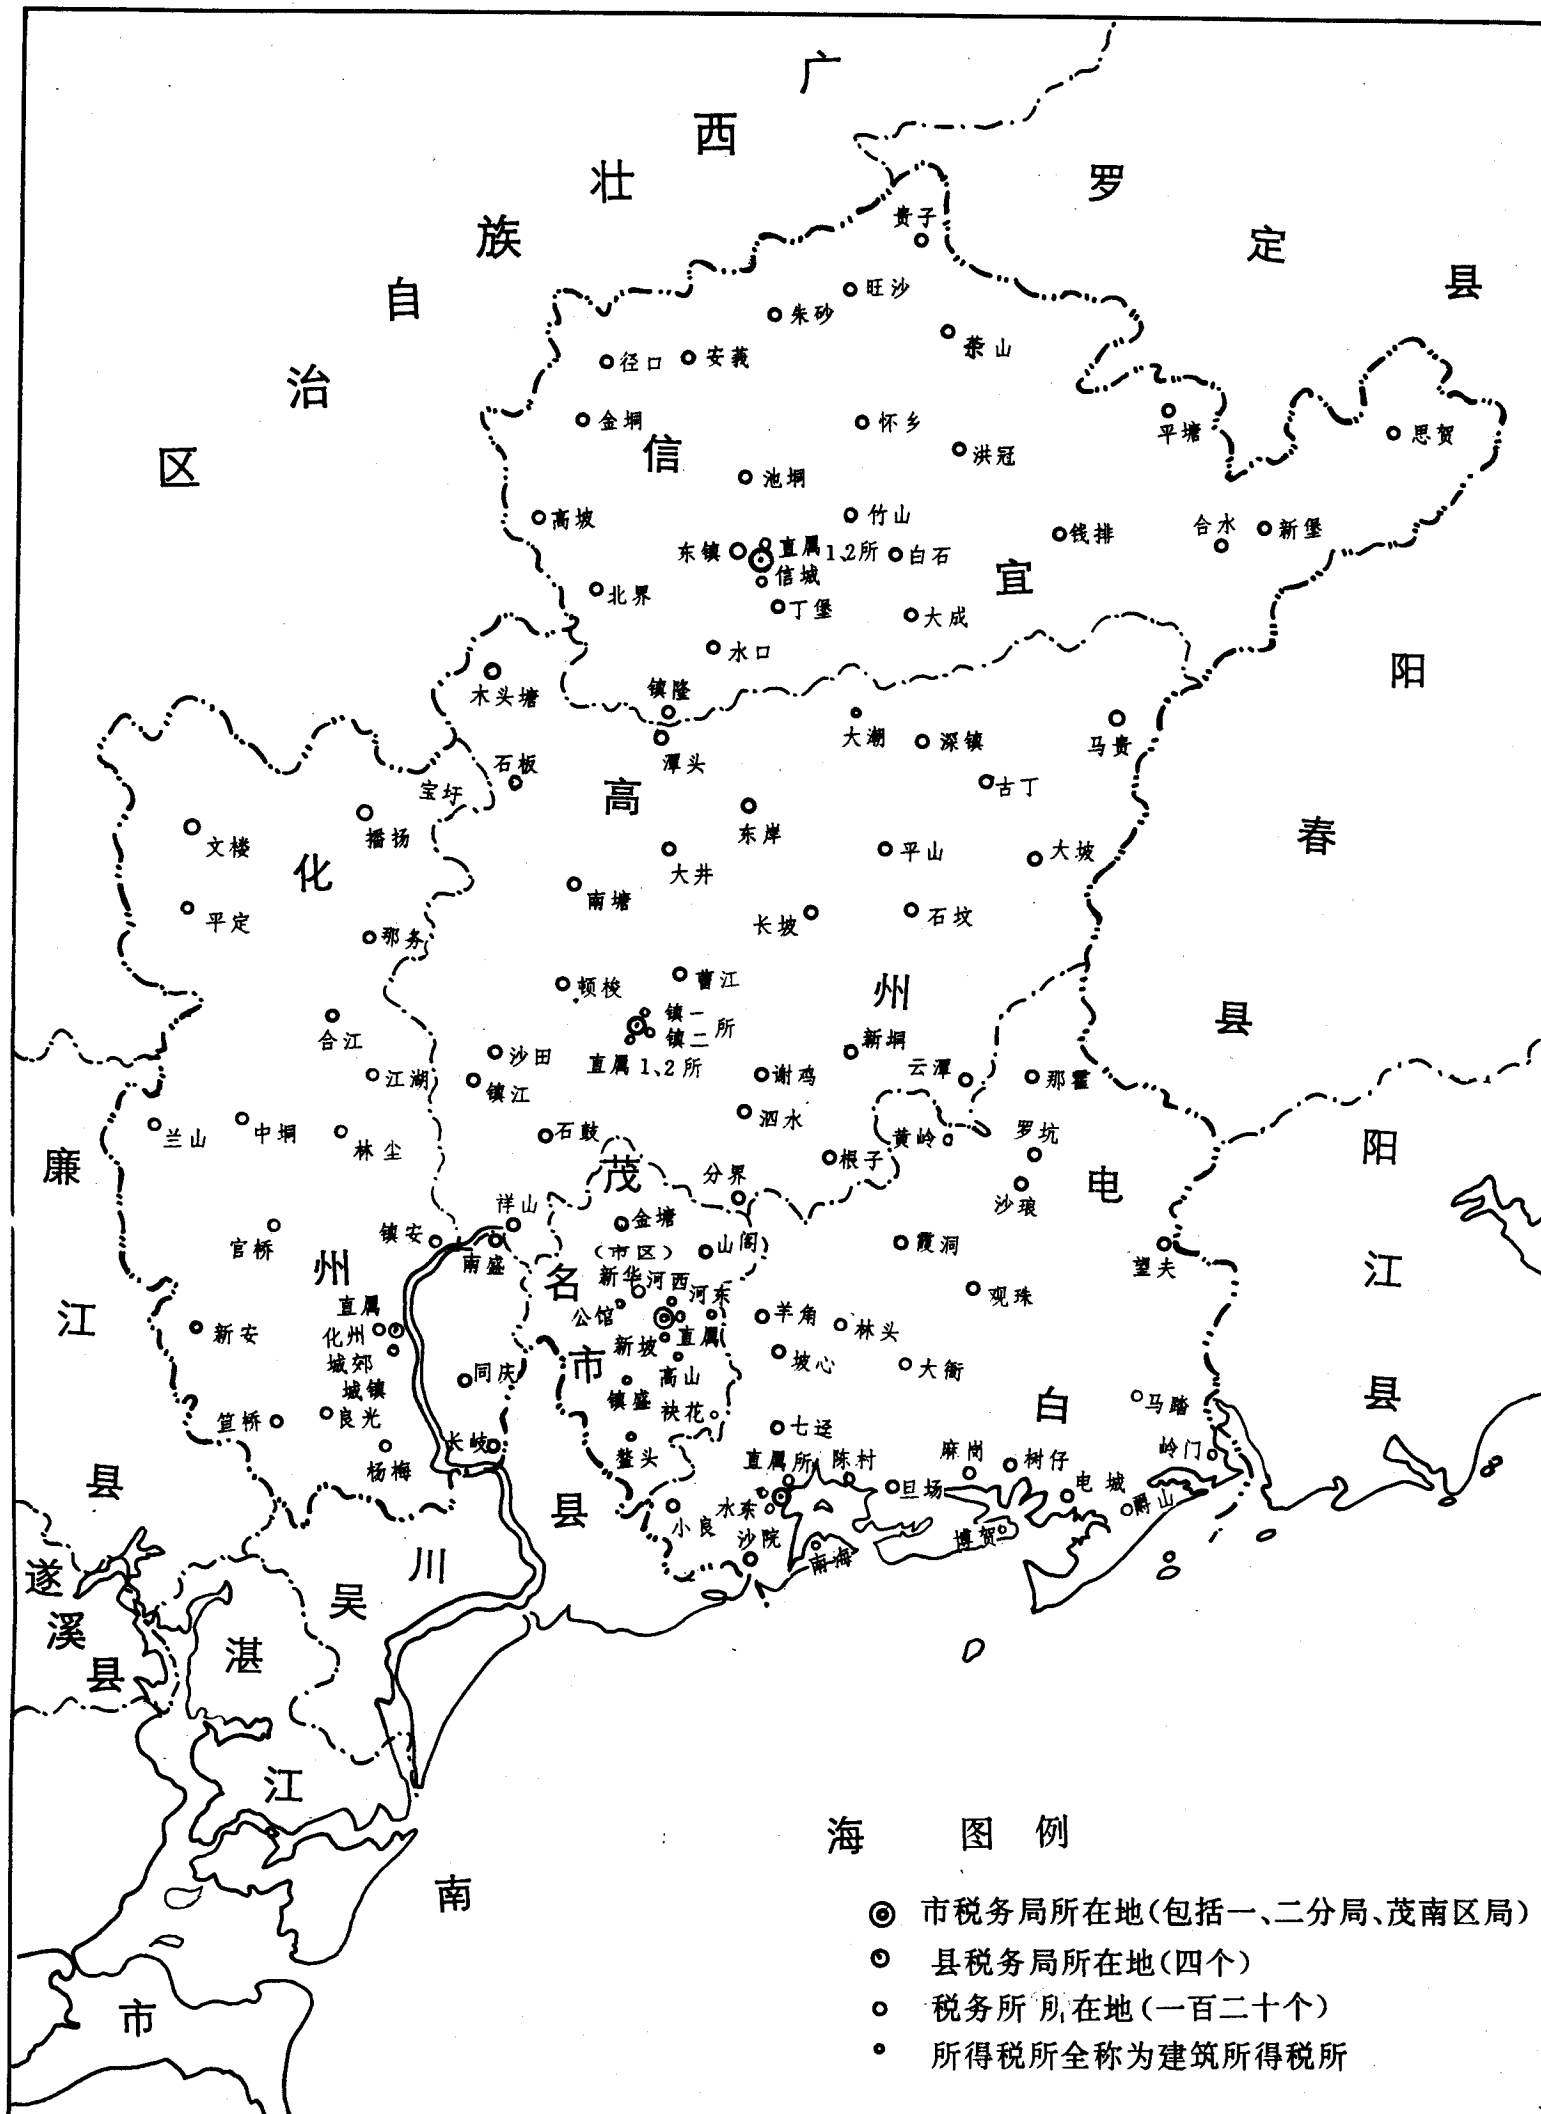 广西壮族自治区
罗定县
阳春县
阳江县
廉江县
遂溪县
湛江市
吴川县
南海
信宜
高州
化州
电白
茂名市
(市区)
贵子
旺沙
朱砂
茶山
径口
安莪
金垌
怀乡
洪冠
平塘
思贺
池垌
高坡
竹山
钱排
合水
新堡
东镇
直属1、2所
白石
信城
北界
丁堡
大成
水口
木头塘
镇隆
潭头
大潮
深镇
马贵
石板
宝圩
古丁
文楼
播扬
东岸
平山
大坡
大井
南塘
平定
长坡
石坟
那务
顿梭
曹江
镇一
镇二
所
直属1、2所
合江
沙田
新垌
江湖
镇江
谢鸡
云潭
那霍
兰山
中垌
林尘
石鼓
泗水
黄岭
罗坑
根子
分界
沙琅
祥山
金塘
官桥
镇安
南盛
山阁
霞洞
望夫
新华
河西
河东
观珠
公馆
直属
化州
城郊
城镇
新安
新坡
直属
羊角
林头
高山
坡心
大衙
同庆
镇盛
袂花
马踏
笪桥
良光
七迳
长岐
鳌头
直属所
陈村
麻岗
树仔
岭门
杨梅
旦场
电城
爵山
小良
水东
沙院
南海
博贺
图例
市税务局所在地(包括一、二分局、茂南区局)
县税务局所在地(四个)
税务所所在地(一百二十个)
所得税所全称为建筑所得税所